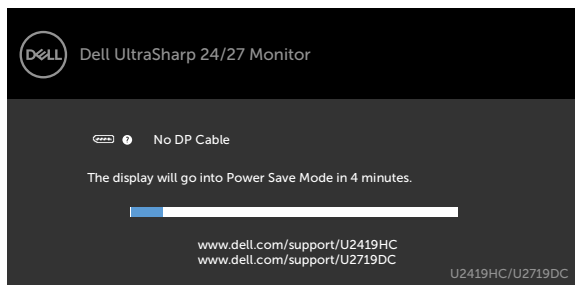 DELL
Dell UltraSharp 24/27 Monitor
? No DP Cable
The display will go into Power Save Mode in 4 minutes.
www.dell.com/support/U2419HC
www.dell.com/support/U2719DC
U2419HC/U2719DC